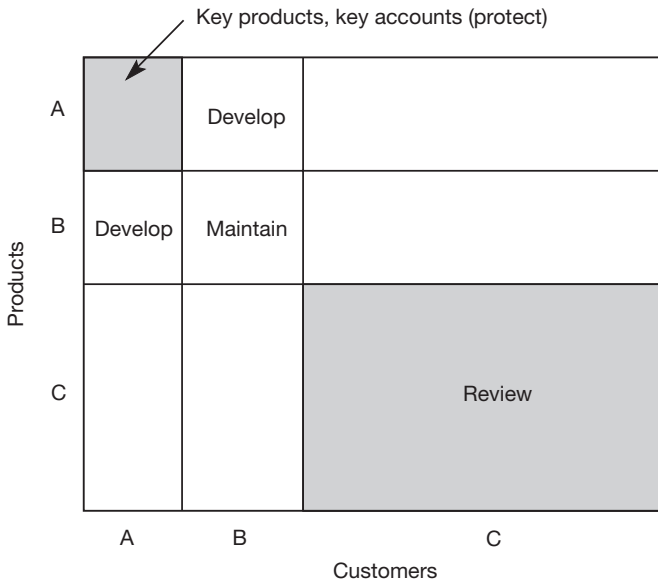 Key products, key accounts (protect)
A
Develop
B
Develop
Maintain
Products
C
Review
A
B
C
Customers